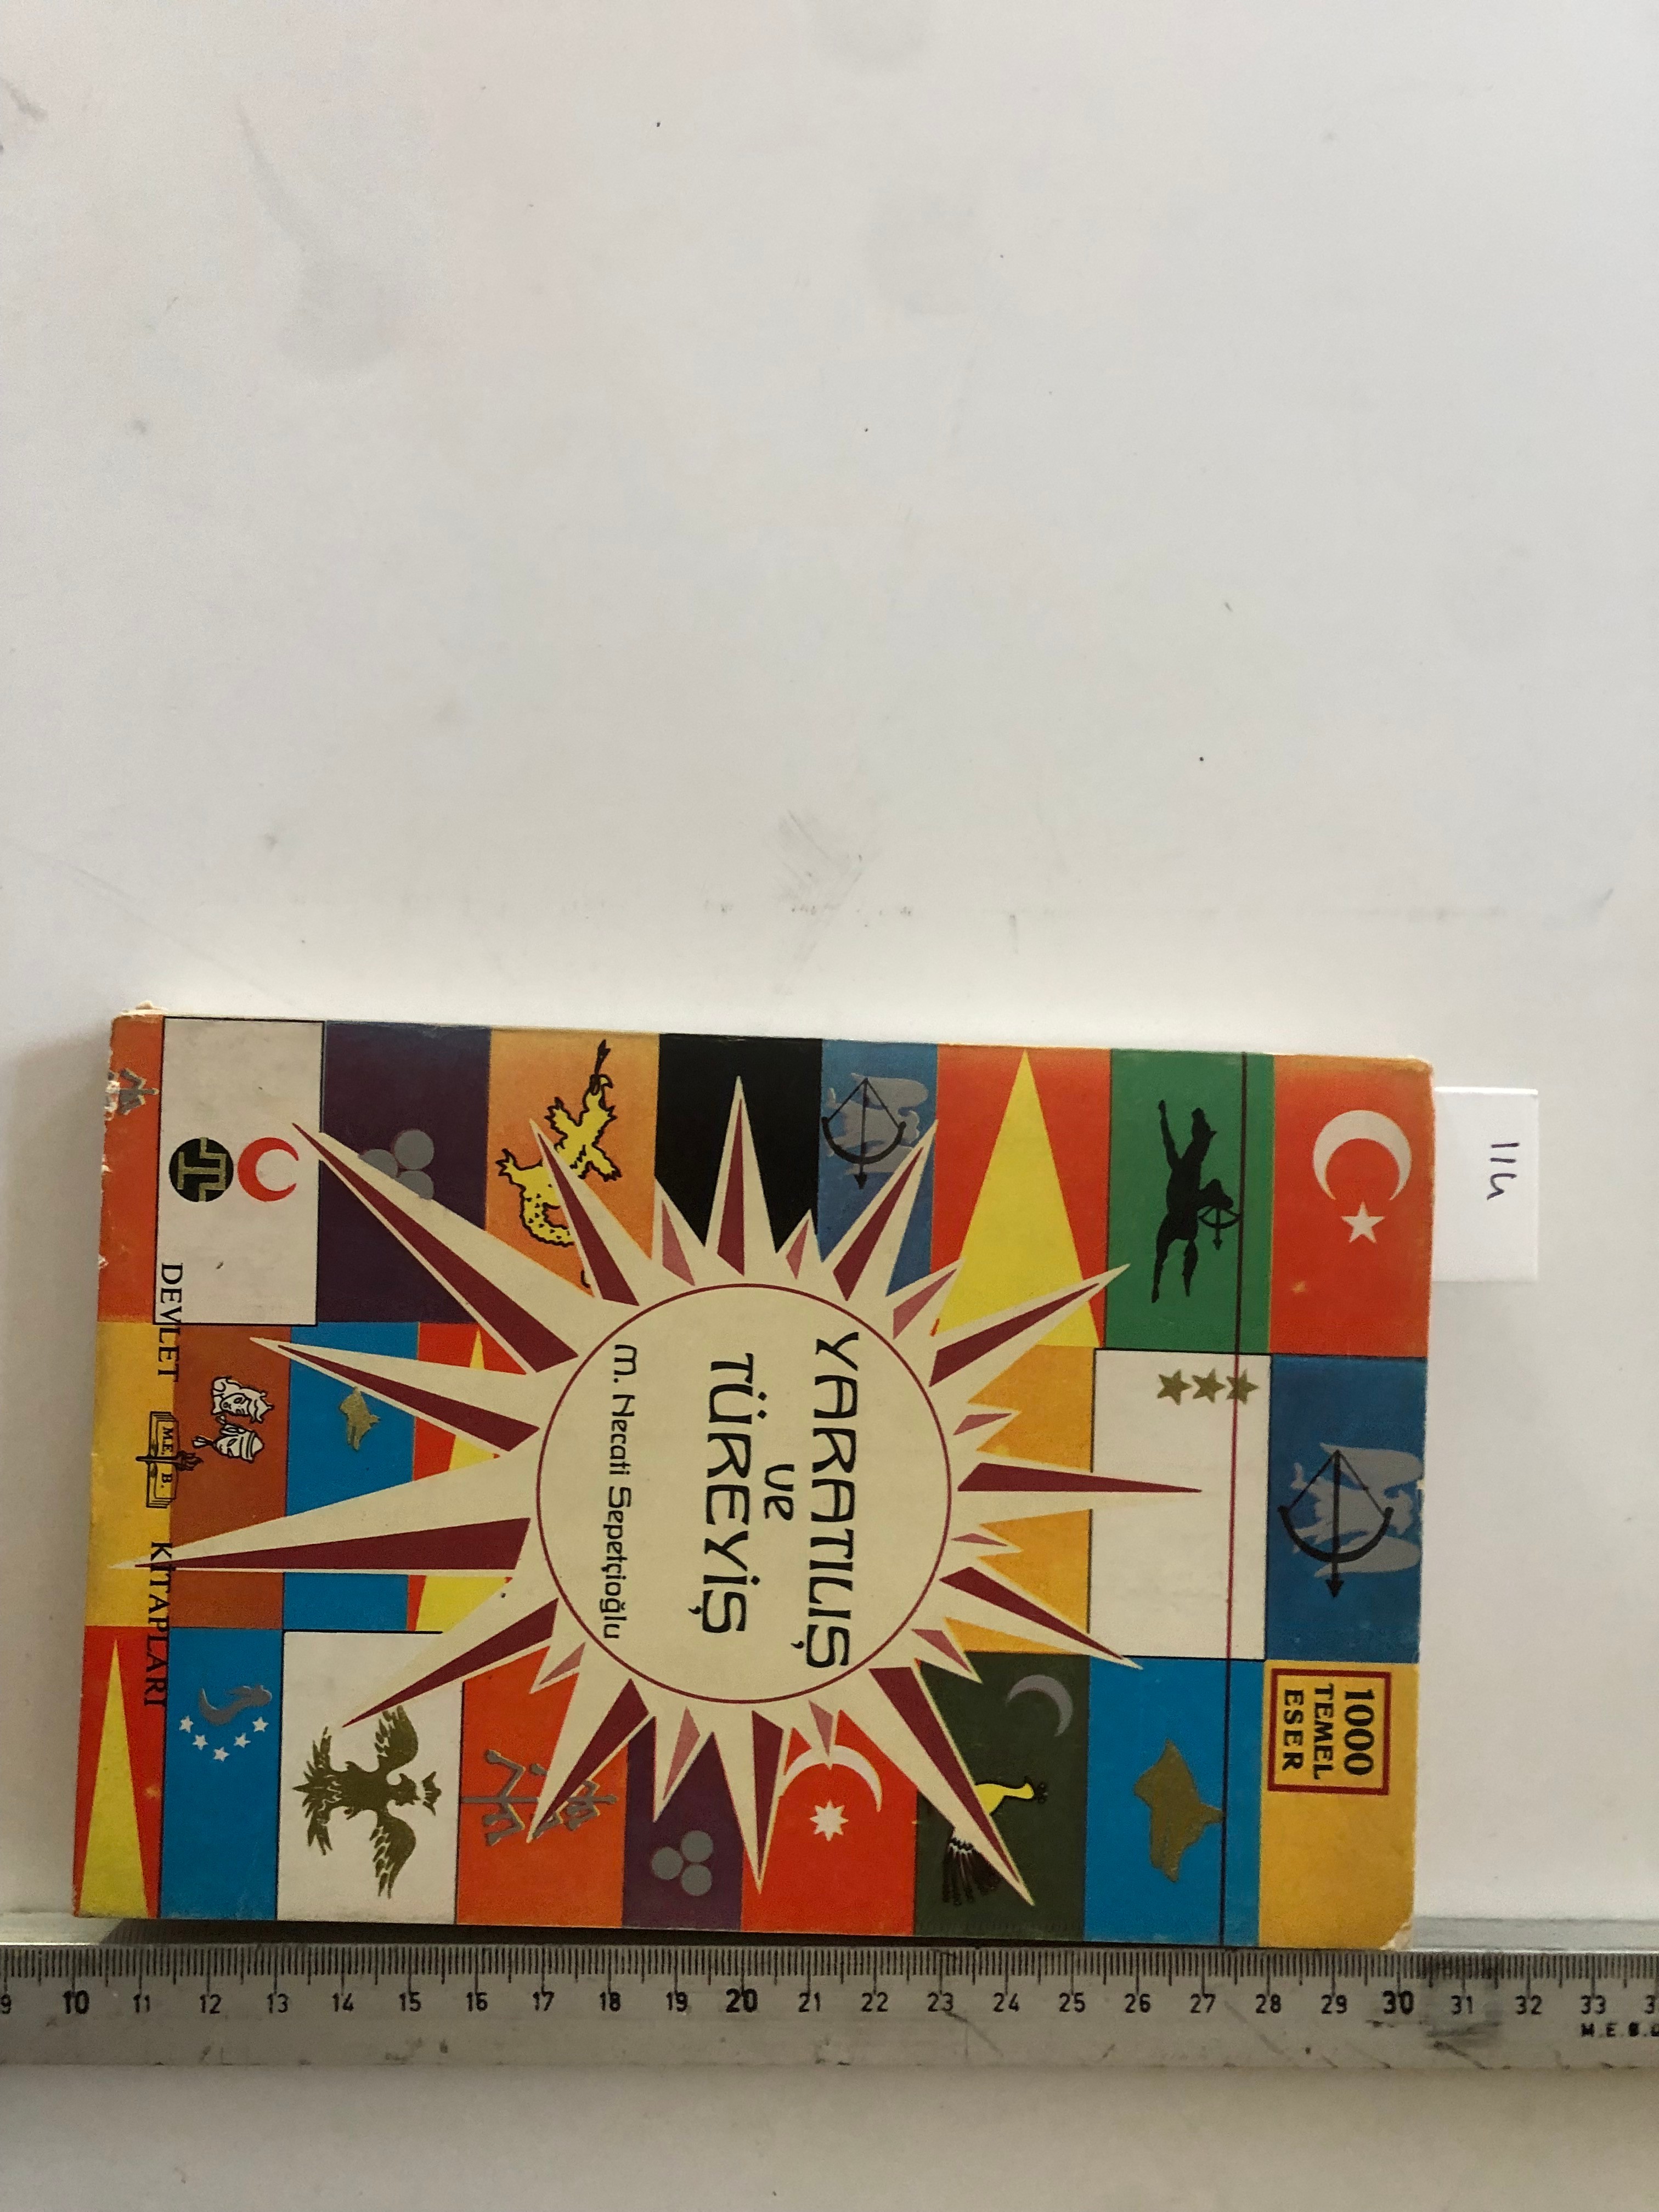 1000
TEMEL
ESER
YARATILIŞ
ve
TÜREYİŞ
M. Necati Sepetçioğlu
DEVLET M.E. B. KİTAPLARI
9 10 11 12 13 14 15 16 17 18 19 20 21 22 23 24 25 26 27 28 29 30 31 32 33